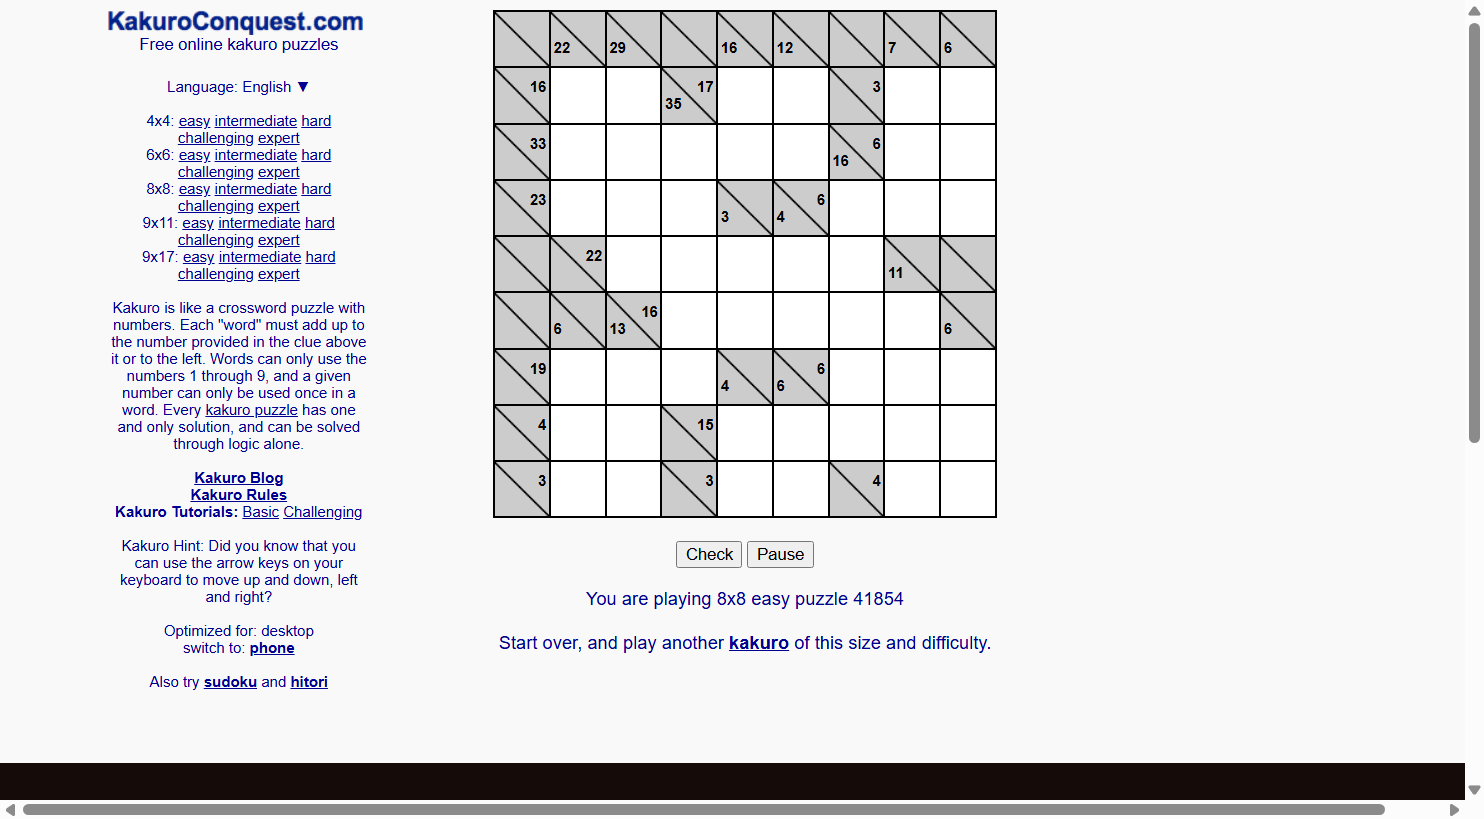 KakuroConquest.com
Free online kakuro puzzles
Language: English ▼
4x4: easy intermediate hard
challenging expert
6x6: easy intermediate hard
challenging expert
8x8: easy intermediate hard
challenging expert
9x11: easy intermediate hard
challenging expert
9x17: easy intermediate hard
challenging expert
Kakuro is like a crossword puzzle with
numbers. Each "word" must add up to
the number provided in the clue above
it or to the left. Words can only use the
numbers 1 through 9, and a given
number can only be used once in a
word. Every kakuro puzzle has one
and only solution, and can be solved
through logic alone.
Kakuro Blog
Kakuro Rules
Kakuro Tutorials: Basic Challenging
Kakuro Hint: Did you know that you
can use the arrow keys on your
keyboard to move up and down, left
and right?
Optimized for: desktop
switch to: phone
Also try sudoku and hitori
22 29 16 12 7 6
16 17 3
35
33 6
16
23 6
3 4
22
11
16
6 13 6
19 6
4 6
4 15
3 3 4
Check Pause
You are playing 8x8 easy puzzle 41854
Start over, and play another kakuro of this size and difficulty.